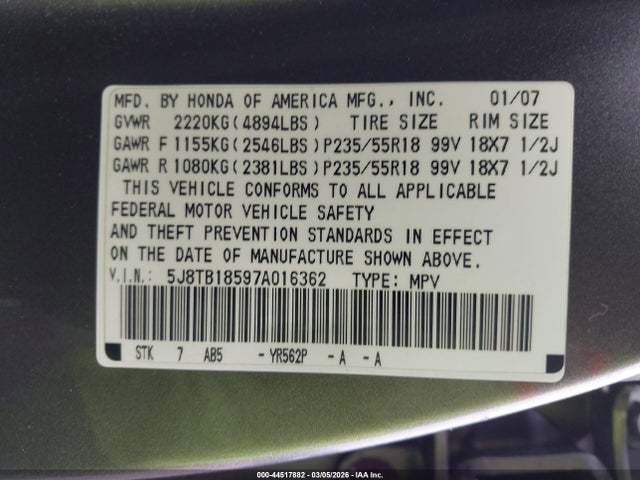 MFD. BY HONDA OF AMERICA MFG., INC. 01/07
GVWR 2220KG(4894LBS) TIRE SIZE RIM SIZE
GAWR F 1155KG(2546LBS)P235/55R18 99V 18X7 1/2J
GAWR R 1080KG(2381LBS)P235/55R18 99V 18X7 1/2J
THIS VEHICLE CONFORMS TO ALL APPLICABLE
FEDERAL MOTOR VEHICLE SAFETY
AND THEFT PREVENTION STANDARDS IN EFFECT
ON THE DATE OF MANUFACTURE SHOWN ABOVE.
V.I.N.: 5J8TB18597A016362 TYPE: MPV
STK 7 AB5 -YR562P -A -A
000-44517882 - 03/05/2026 - IAA Inc.